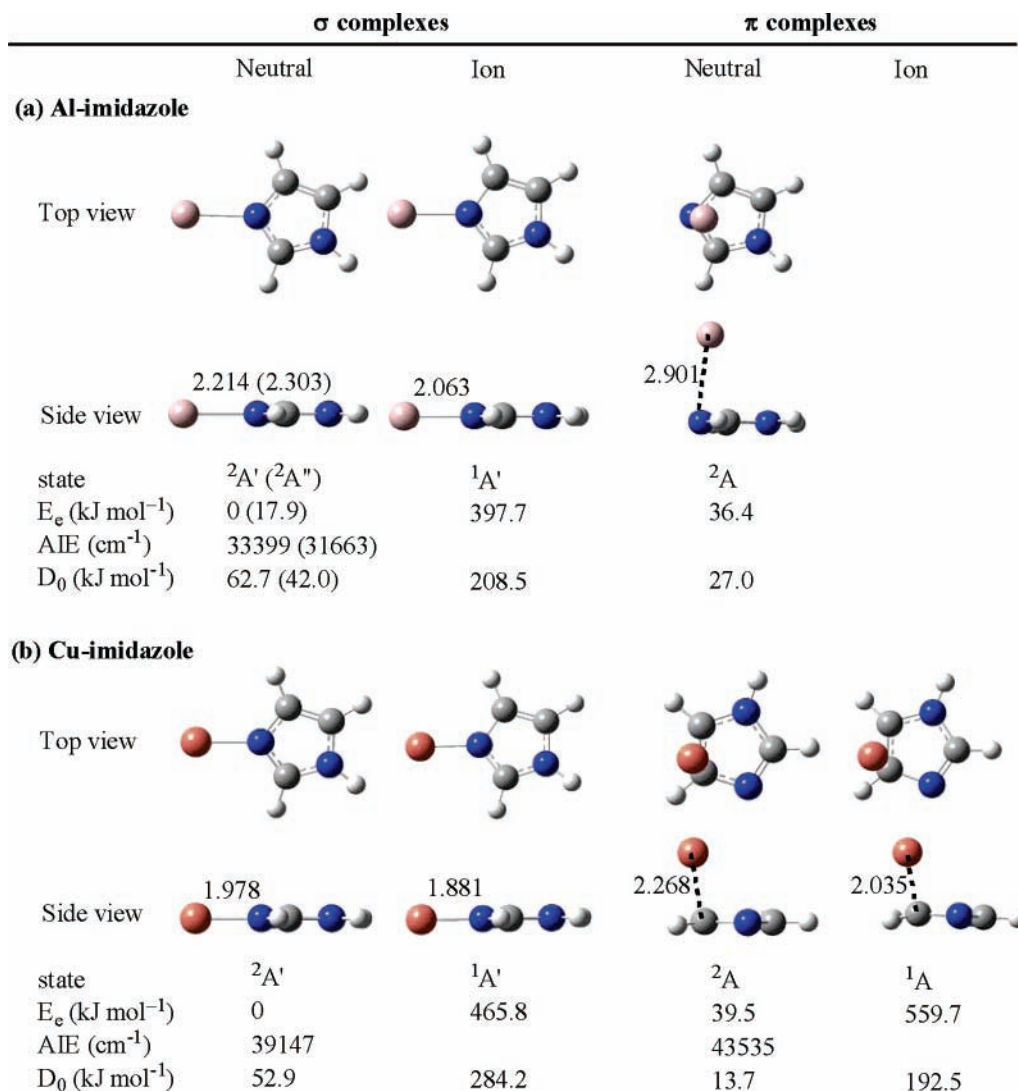 σ complexes π complexes
Neutral Ion Neutral Ion
(a) Al-imidazole
Top view
2.214 (2.303) 2.063 2.901
Side view
state ²A' (²A") ¹A' ²A
Eₑ (kJ mol⁻¹) 0 (17.9) 397.7 36.4
AIE (cm⁻¹) 33399 (31663)
D₀ (kJ mol⁻¹) 62.7 (42.0) 208.5 27.0
(b) Cu-imidazole
Top view
1.978 1.881 2.268 2.035
Side view
state ²A' ¹A' ²A ¹A
Eₑ (kJ mol⁻¹) 0 465.8 39.5 559.7
AIE (cm⁻¹) 39147 43535
D₀ (kJ mol⁻¹) 52.9 284.2 13.7 192.5